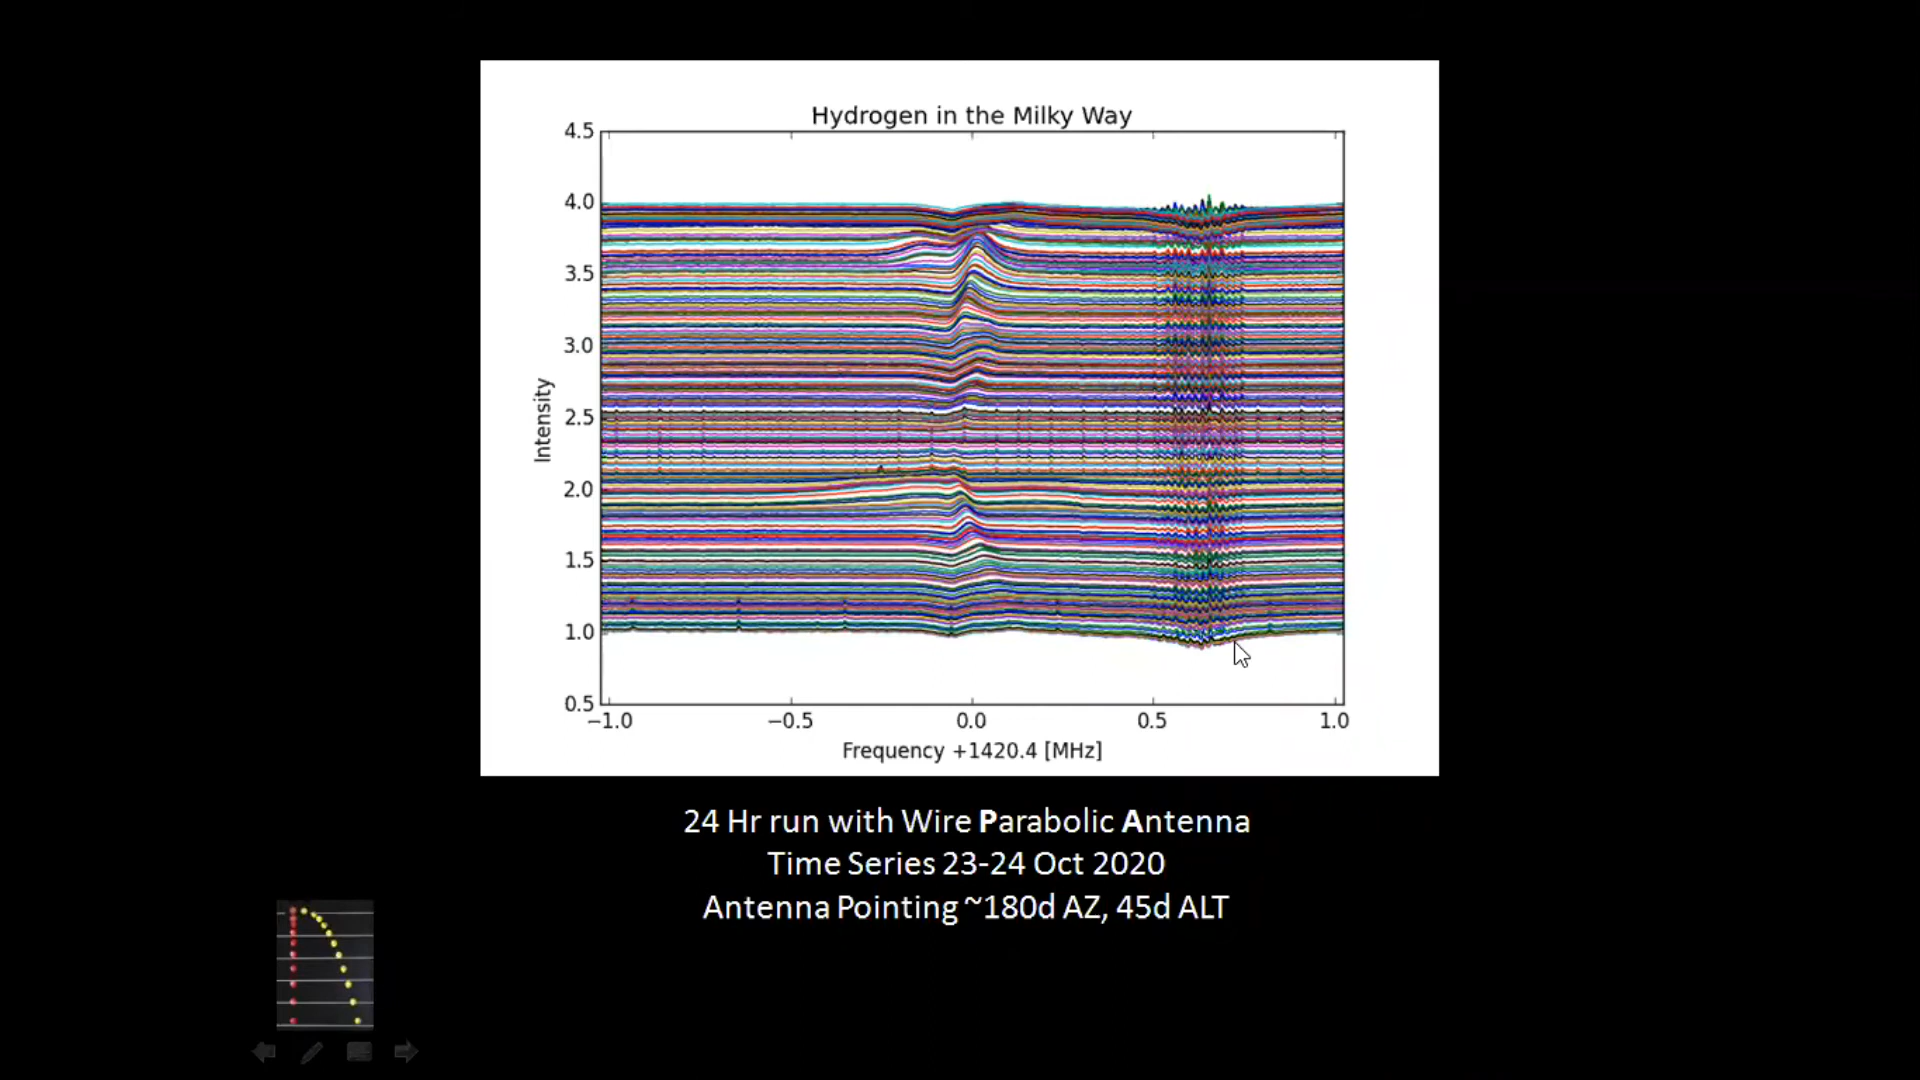 Hydrogen in the Milky Way
4.5
4.0
3.5
3.0
2.5
2.0
1.5
1.0
0.5
Intensity
−1.0 −0.5 0.0 0.5 1.0
Frequency +1420.4 [MHz]
24 Hr run with Wire Parabolic Antenna
Time Series 23-24 Oct 2020
Antenna Pointing ~180d AZ, 45d ALT